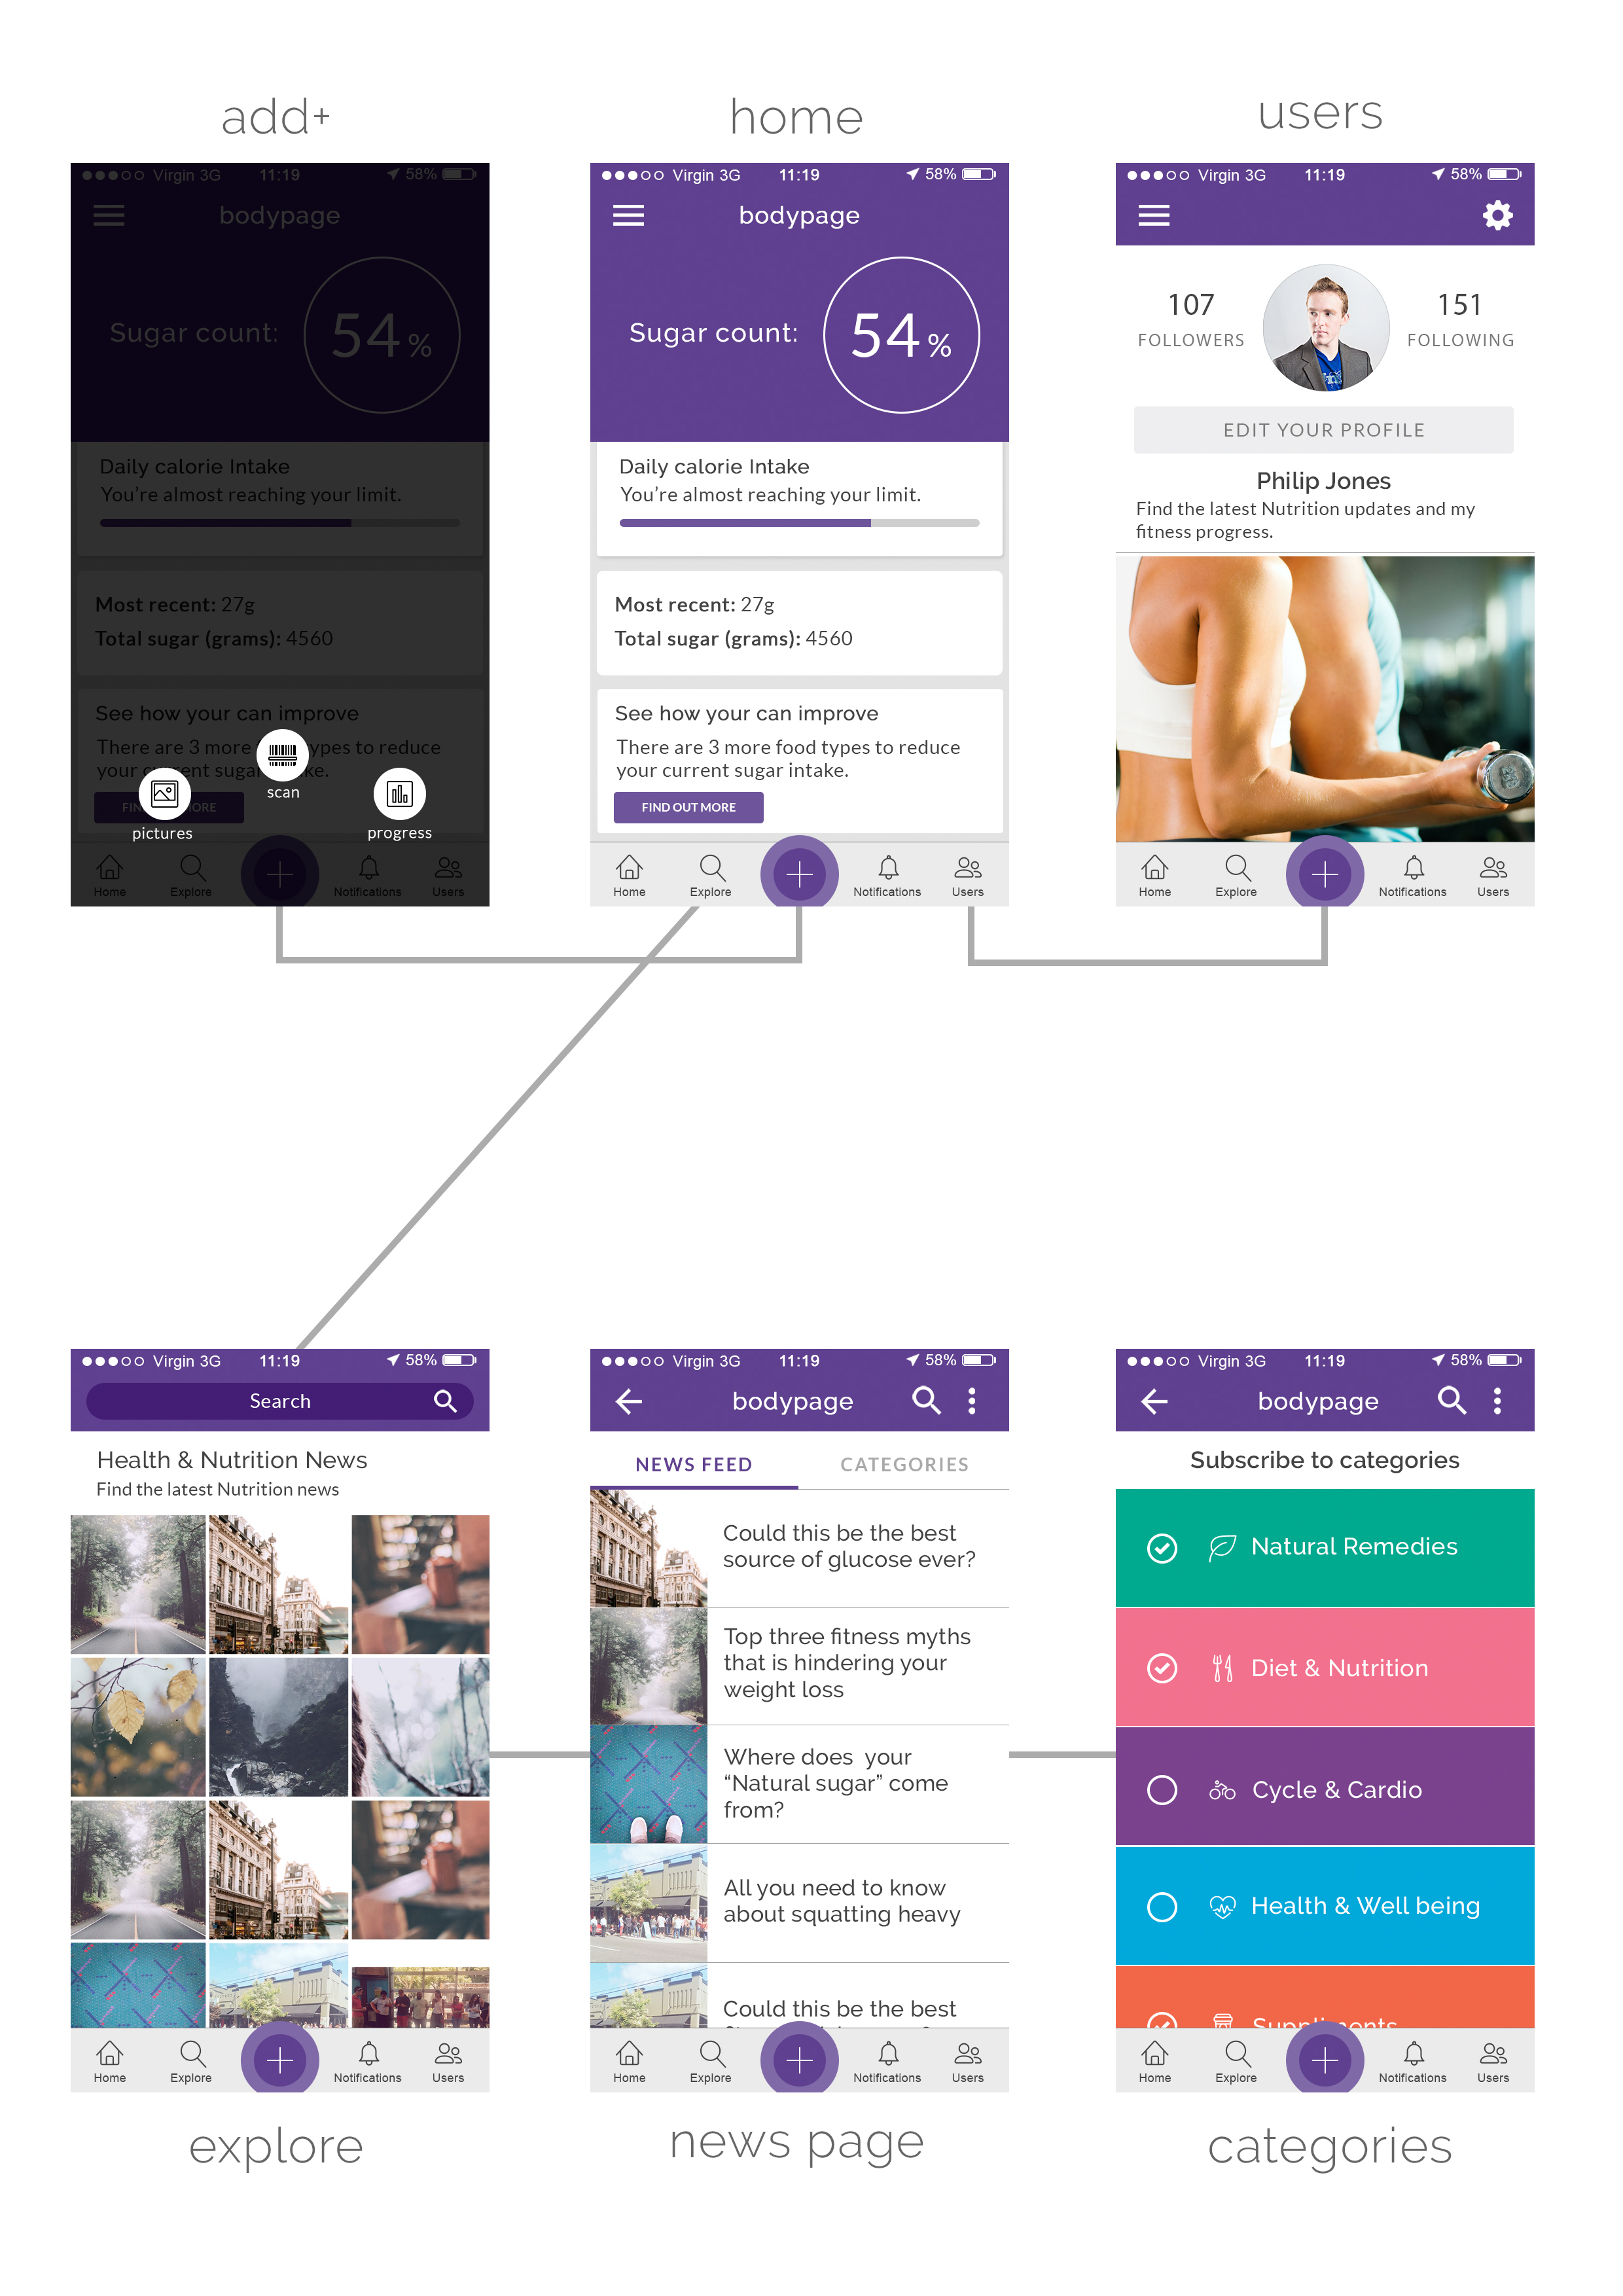 add+
Virgin 3G 11:19 58%
bodypage
Sugar count: 54 %
Daily calorie Intake
You're almost reaching your limit.
Most recent: 27g
Total sugar (grams): 4560
See how your can improve
There are 3 more ypes to reduce
your ent sugar ke.
FIN ORE
scan
pictures
progress
Home Explore Notifications Users
home
Virgin 3G 11:19 58%
bodypage
Sugar count: 54 %
Daily calorie Intake
You're almost reaching your limit.
Most recent: 27g
Total sugar (grams): 4560
See how your can improve
There are 3 more food types to reduce
your current sugar intake.
FIND OUT MORE
Home Explore Notifications Users
users
Virgin 3G 11:19 58%
107 151
FOLLOWERS FOLLOWING
EDIT YOUR PROFILE
Philip Jones
Find the latest Nutrition updates and my
fitness progress.
Home Explore Notifications Users
Virgin 3G 11:19 58%
Search
Health & Nutrition News
Find the latest Nutrition news
Home Explore Notifications Users
explore
Virgin 3G 11:19 58%
bodypage
NEWS FEED CATEGORIES
Could this be the best
source of glucose ever?
Top three fitness myths
that is hindering your
weight loss
Where does your
“Natural sugar” come
from?
All you need to know
about squatting heavy
Could this be the best
Home Explore Notifications Users
news page
Virgin 3G 11:19 58%
bodypage
Subscribe to categories
Natural Remedies
Diet & Nutrition
Cycle & Cardio
Health & Well being
Suppliments
Home Explore Notifications Users
categories